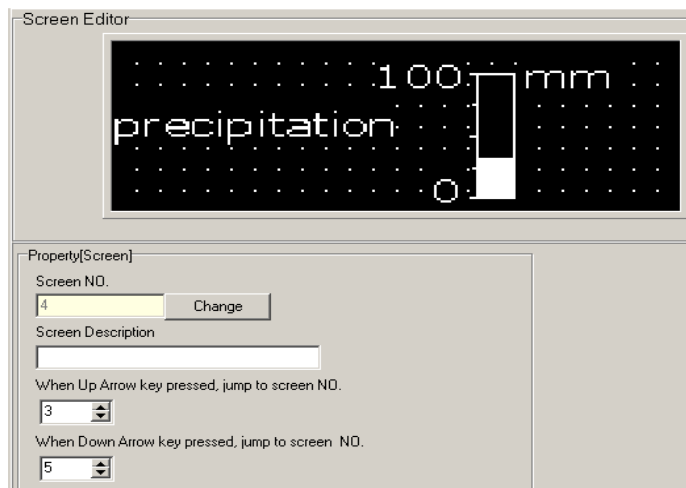 Screen Editor
100 mm
precipitation
0
Property[Screen]
Screen NO.
4 Change
Screen Description
When Up Arrow key pressed, jump to screen NO.
3
When Down Arrow key pressed, jump to screen NO.
5